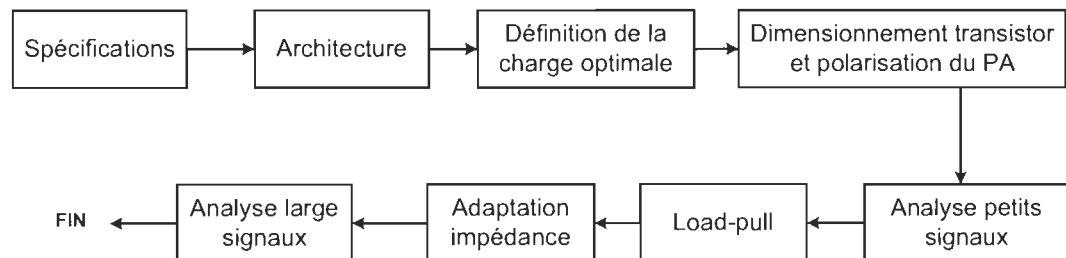 Spécifications
Architecture
Définition de la
charge optimale
Dimensionnement transistor
et polarisation du PA
Analyse petits
signaux
Load-pull
Adaptation
impédance
Analyse large
signaux
FIN